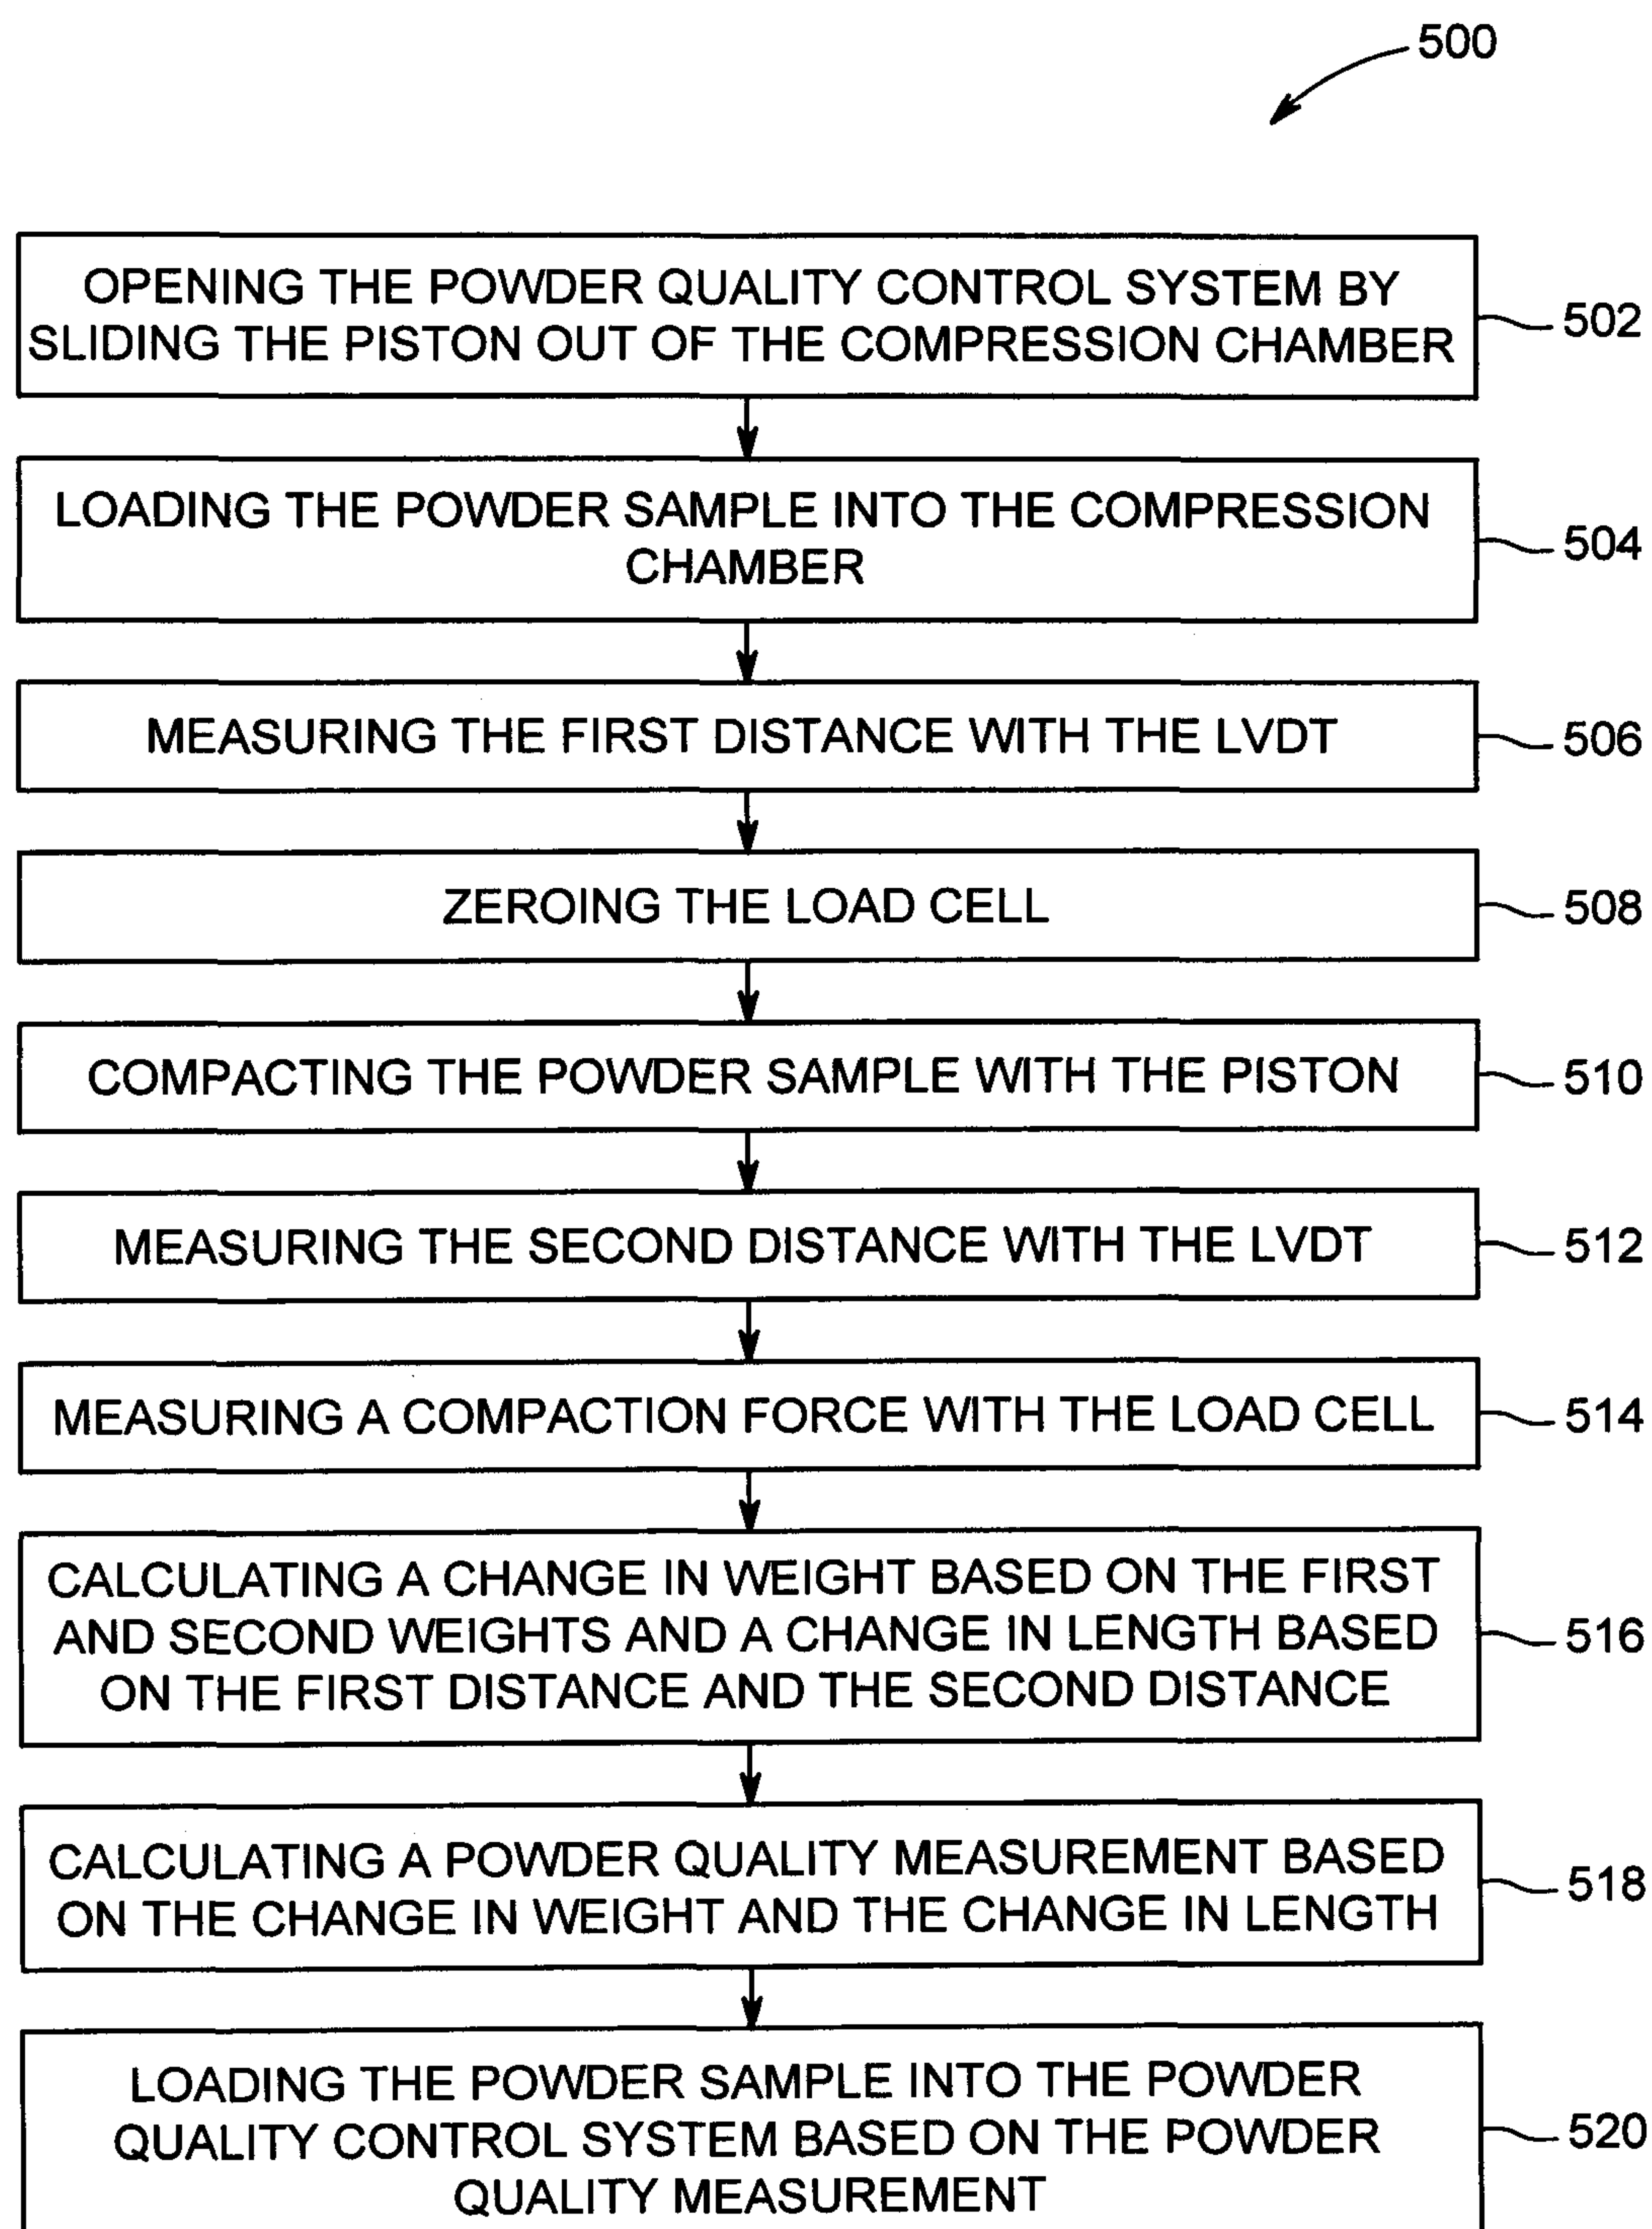 500
OPENING THE POWDER QUALITY CONTROL SYSTEM BY
SLIDING THE PISTON OUT OF THE COMPRESSION CHAMBER
502
LOADING THE POWDER SAMPLE INTO THE COMPRESSION
CHAMBER
504
MEASURING THE FIRST DISTANCE WITH THE LVDT
506
ZEROING THE LOAD CELL
508
COMPACTING THE POWDER SAMPLE WITH THE PISTON
510
MEASURING THE SECOND DISTANCE WITH THE LVDT
512
MEASURING A COMPACTION FORCE WITH THE LOAD CELL
514
CALCULATING A CHANGE IN WEIGHT BASED ON THE FIRST
AND SECOND WEIGHTS AND A CHANGE IN LENGTH BASED
ON THE FIRST DISTANCE AND THE SECOND DISTANCE
516
CALCULATING A POWDER QUALITY MEASUREMENT BASED
ON THE CHANGE IN WEIGHT AND THE CHANGE IN LENGTH
518
LOADING THE POWDER SAMPLE INTO THE POWDER
QUALITY CONTROL SYSTEM BASED ON THE POWDER
QUALITY MEASUREMENT
520